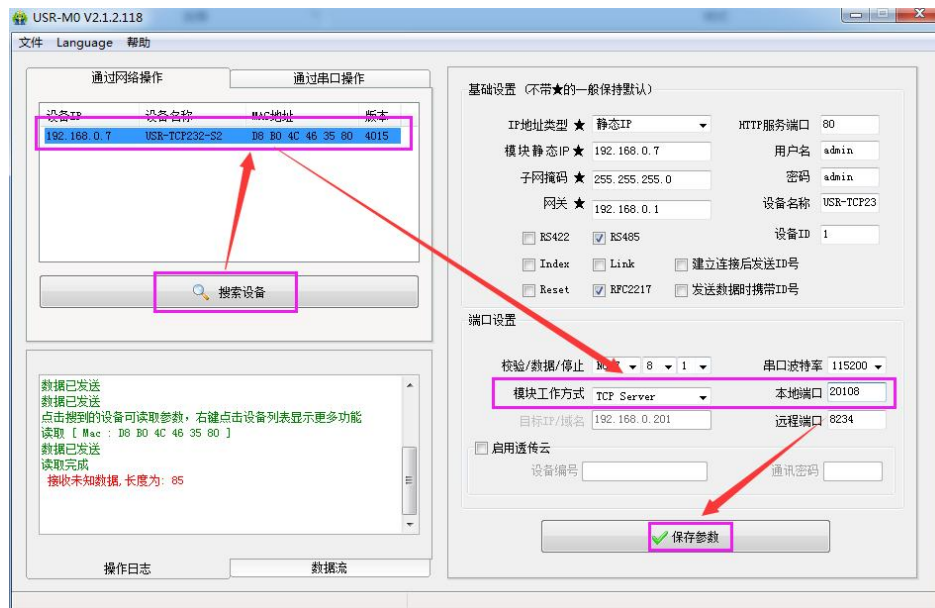 USR-M0 V2.1.2.118
文件 Language 帮助
通过网络操作 通过串口操作
设备IP 设备名称 MAC地址 版本
192.168.0.7 USR-TCP232-S2 D8 B0 4C 46 35 80 4015
搜索设备
数据已发送
数据已发送
点击搜到的设备可读取参数，右键点击设备列表显示更多功能
读取 [ Mac : D8 B0 4C 46 35 80 ]
数据已发送
读取完成
接收未知数据,长度为: 85
操作日志 数据流
基础设置 (不带★的一般保持默认)
IP地址类型 ★ 静态IP HTTP服务端口 80
模块静态IP ★ 192.168.0.7 用户名 admin
子网掩码 ★ 255.255.255.0 密码 admin
网关 ★ 192.168.0.1 设备名称 USR-TCP23
RS422 RS485 设备ID 1
Index Link 建立连接后发送ID号
Reset RFC2217 发送数据时携带ID号
端口设置
校验/数据/停止 8 1 串口波特率 115200
模块工作方式 TCP Server 本地端口 20108
目标IP/域名 192.168.0.201 远程端口 8234
启用透传云
设备编号 通讯密码
保存参数